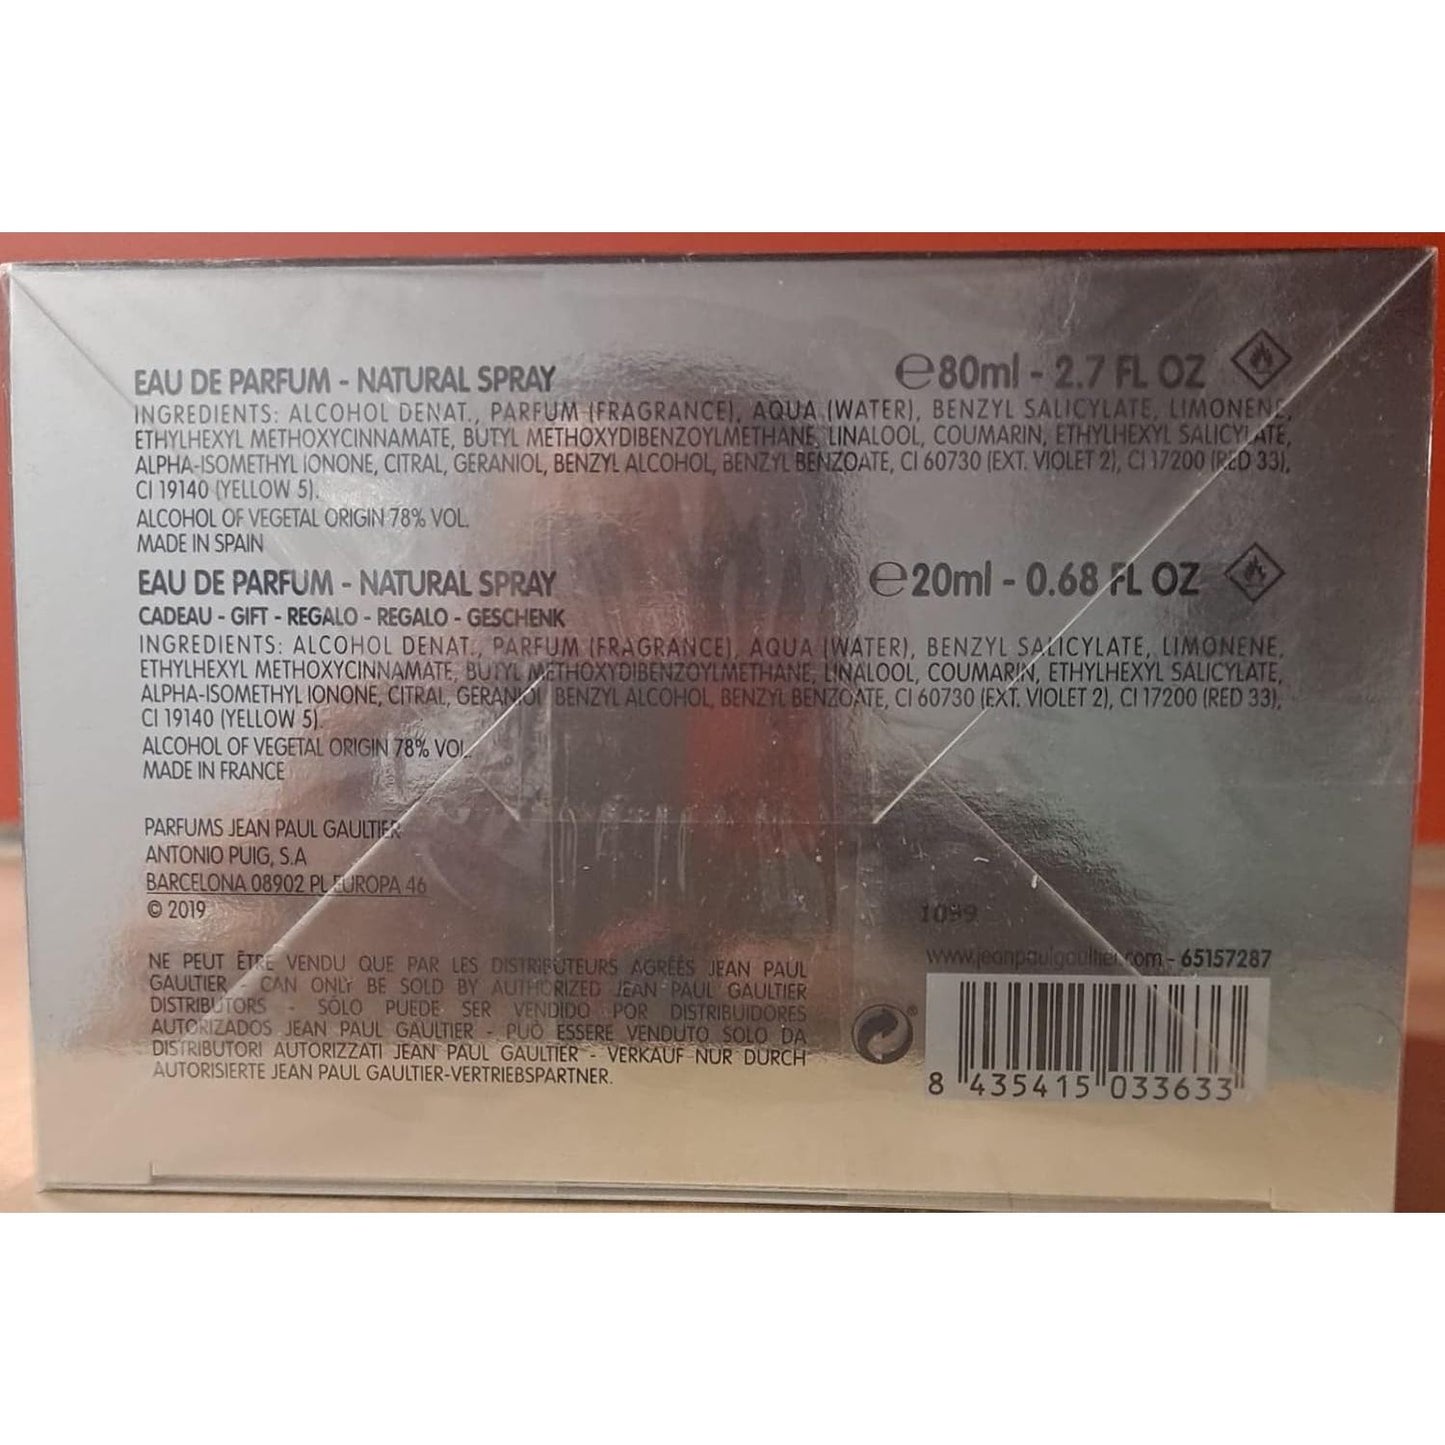 EAU DE PARFUM - NATURAL SPRAY
℮80ml - 2.7 FL OZ
INGREDIENTS: ALCOHOL DENAT., PARFUM (FRAGRANCE), AQUA (WATER), BENZYL SALICYLATE, LIMONENE,
ETHYLHEXYL METHOXYCINNAMATE, BUTYL METHOXYDIBENZOYLMETHANE, LINALOOL, COUMARIN, ETHYLHEXYL SALICYLATE,
ALPHA-ISOMETHYL IONONE, CITRAL, GERANIOL, BENZYL ALCOHOL, BENZYL BENZOATE, CI 60730 (EXT. VIOLET 2), CI 17200 (RED 33),
CI 19140 (YELLOW 5).
ALCOHOL OF VEGETAL ORIGIN 78% VOL.
MADE IN SPAIN
EAU DE PARFUM - NATURAL SPRAY
℮20ml - 0.68 FL OZ
CADEAU - GIFT - REGALO - REGALO - GESCHENK
INGREDIENTS: ALCOHOL DENAT., PARFUM (FRAGRANCE), AQUA (WATER), BENZYL SALICYLATE, LIMONENE,
ETHYLHEXYL METHOXYCINNAMATE, BUTYL METHOXYDIBENZOYLMETHANE, LINALOOL, COUMARIN, ETHYLHEXYL SALICYLATE,
ALPHA-ISOMETHYL IONONE, CITRAL, GERANIOL, BENZYL ALCOHOL, BENZYL BENZOATE, CI 60730 (EXT. VIOLET 2), CI 17200 (RED 33),
CI 19140 (YELLOW 5).
ALCOHOL OF VEGETAL ORIGIN 78% VOL.
MADE IN FRANCE
PARFUMS JEAN PAUL GAULTIER
ANTONIO PUIG, S.A
BARCELONA 08902 PL EUROPA 46
© 2019
NE PEUT ÊTRE VENDU QUE PAR LES DISTRIBUTEURS AGRÉÉS JEAN PAUL
GAULTIER - CAN ONLY BE SOLD BY AUTHORIZED JEAN PAUL GAULTIER
DISTRIBUTORS - SÓLO PUEDE SER VENDIDO POR DISTRIBUIDORES
AUTORIZADOS JEAN PAUL GAULTIER - PUÒ ESSERE VENDUTO SOLO DA
DISTRIBUTORI AUTORIZZATI JEAN PAUL GAULTIER - VERKAUF NUR DURCH
AUTORISIERTE JEAN PAUL GAULTIER-VERTRIEBSPARTNER.
www.jeanpaulgaultier.com - 65157287
8 435415 033633